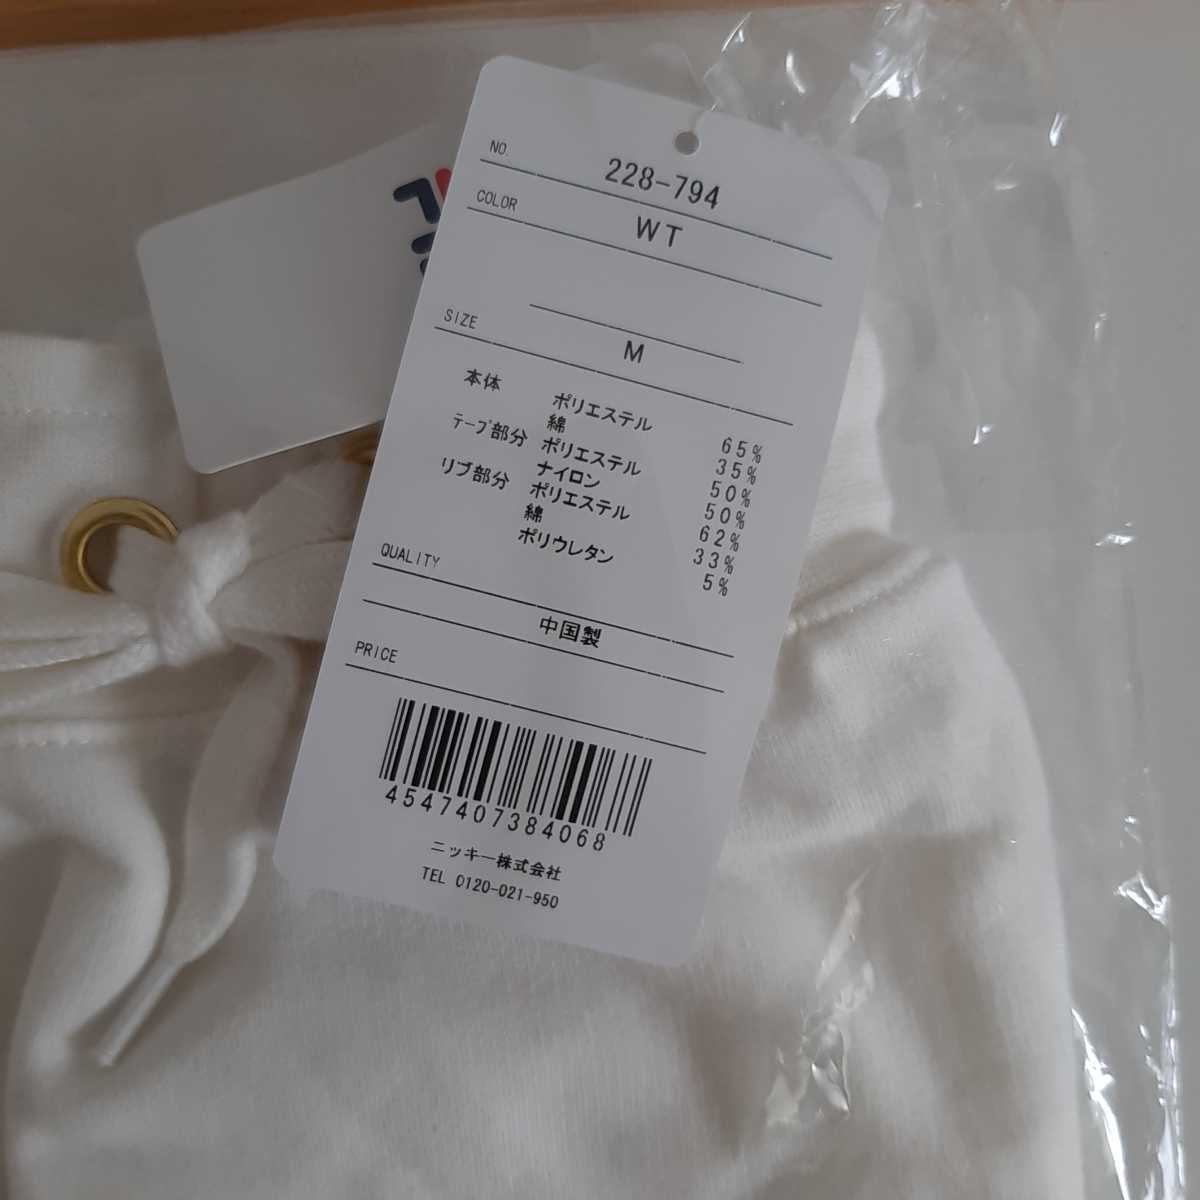 NO.
228-794
COLOR
WT
SIZE
M
本体 ポリエステル 65%
綿 35%
テープ部分 ポリエステル 50%
ナイロン 50%
リブ部分 ポリエステル 62%
綿 33%
ポリウレタン 5%
QUALITY
中国製
PRICE
4547407384068
ニッキー株式会社
TEL 0120-021-950